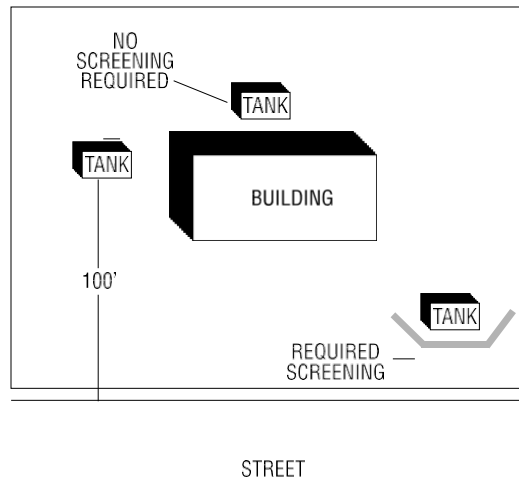 NO
SCREENING
REQUIRED
TANK
TANK
BUILDING
100'
TANK
REQUIRED
SCREENING
STREET